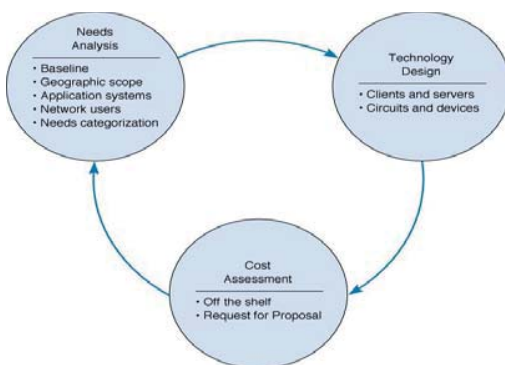 Needs
Analysis
• Baseline
• Geographic scope
• Application systems
• Network users
• Needs categorization
Technology
Design
• Clients and servers
• Circuits and devices
Cost
Assessment
• Off the shelf
• Request for Proposal